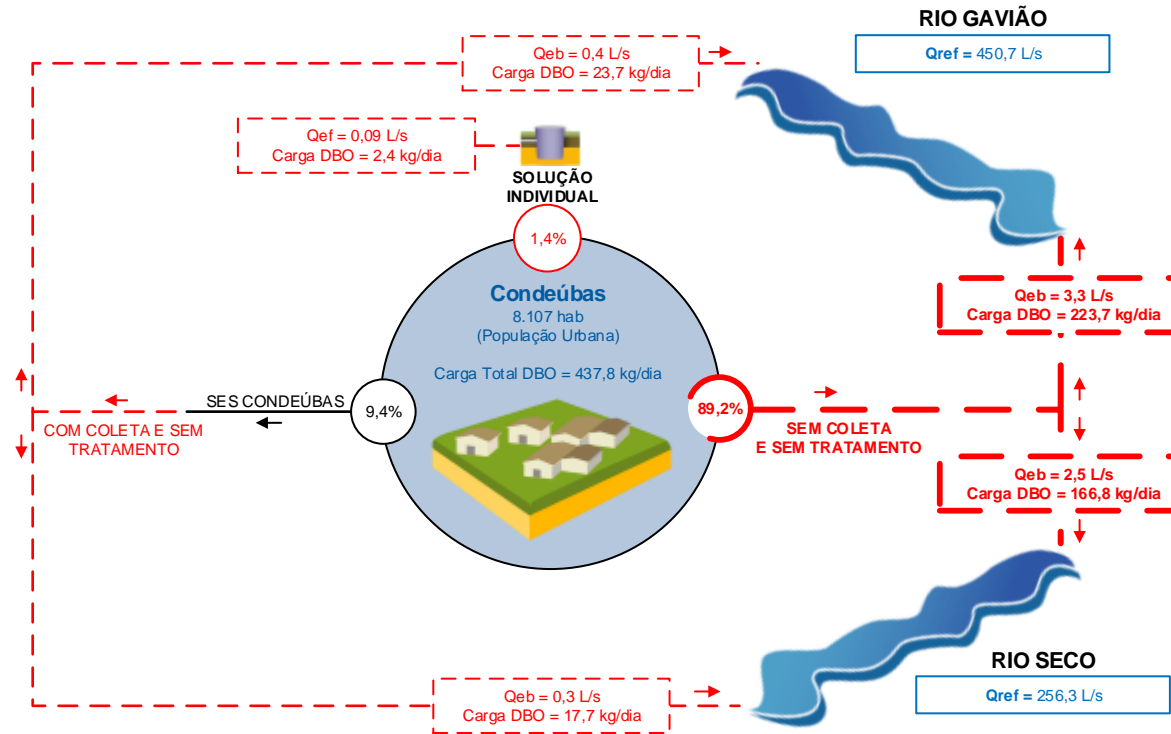 RIO GAVIÃO
Qref = 450,7 L/s
Qeb = 0,4 L/s
Carga DBO = 23,7 kg/dia
Qef = 0,09 L/s
Carga DBO = 2,4 kg/dia
SOLUÇÃO
INDIVIDUAL
1,4%
Condeúbas
8.107 hab
(População Urbana)
Carga Total DBO = 437,8 kg/dia
Qeb = 3,3 L/s
Carga DBO = 223,7 kg/dia
SES CONDEÚBAS
9,4%
89,2%
COM COLETA E SEM
TRATAMENTO
SEM COLETA
E SEM TRATAMENTO
Qeb = 2,5 L/s
Carga DBO = 166,8 kg/dia
RIO SECO
Qref = 256,3 L/s
Qeb = 0,3 L/s
Carga DBO = 17,7 kg/dia